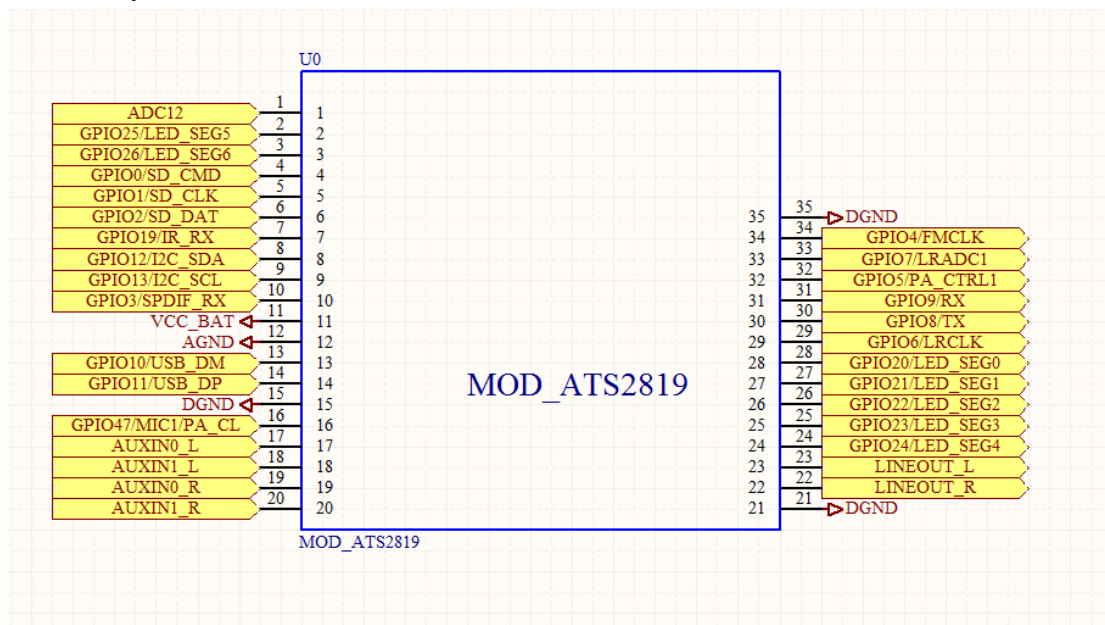 U0
ADC12 1 1
GPIO25/LED_SEG5 2 2
GPIO26/LED_SEG6 3 3
GPIO0/SD_CMD 4 4
GPIO1/SD_CLK 5 5
GPIO2/SD_DAT 6 6
GPIO19/IR_RX 7 7
GPIO12/I2C_SDA 8 8
GPIO13/I2C_SCL 9 9
GPIO3/SPDIF_RX 10 10
VCC_BAT 11 11
AGND 12 12
GPIO10/USB_DM 13 13
GPIO11/USB_DP 14 14
DGND 15 15
GPIO47/MIC1/PA_CL 16 16
AUXIN0_L 17 17
AUXIN1_L 18 18
AUXIN0_R 19 19
AUXIN1_R 20 20
MOD_ATS2819
35 35 DGND
34 34 GPIO4/FMCLK
33 33 GPIO7/LRADC1
32 32 GPIO5/PA_CTRL1
31 31 GPIO9/RX
30 30 GPIO8/TX
29 29 GPIO6/LRCLK
28 28 GPIO20/LED_SEG0
27 27 GPIO21/LED_SEG1
26 26 GPIO22/LED_SEG2
25 25 GPIO23/LED_SEG3
24 24 GPIO24/LED_SEG4
23 23 LINEOUT_L
22 22 LINEOUT_R
21 21 DGND
MOD_ATS2819